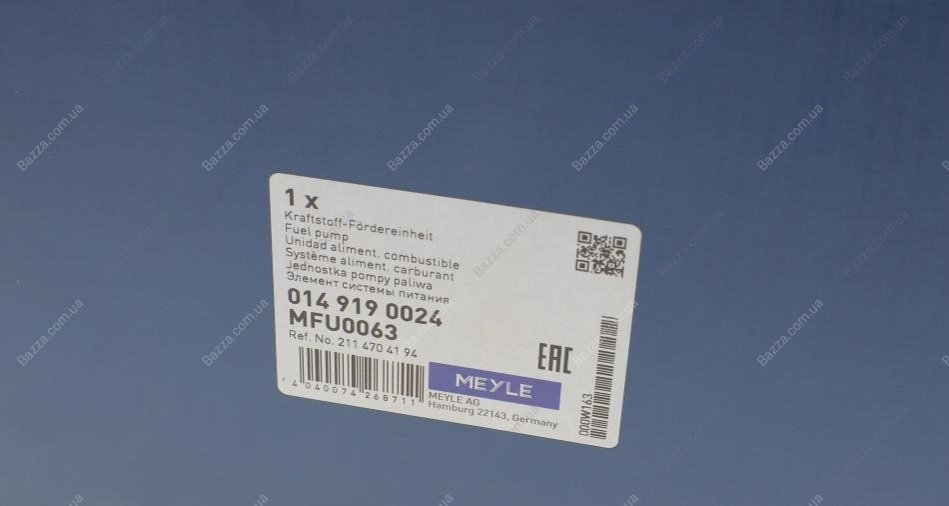 1 x
Kraftstoff-Fördereinheit
Fuel pump
Unidad aliment. combustible
Système aliment. carburant
Jednostka pompy paliwa
Элемент системы питания
014 919 0024
MFU0063
Ref. No. 211 470 41 94
4 040074 268711
EAC
MEYLE
MEYLE AG
Hamburg 22143, Germany
000W163
Bazza.com.ua